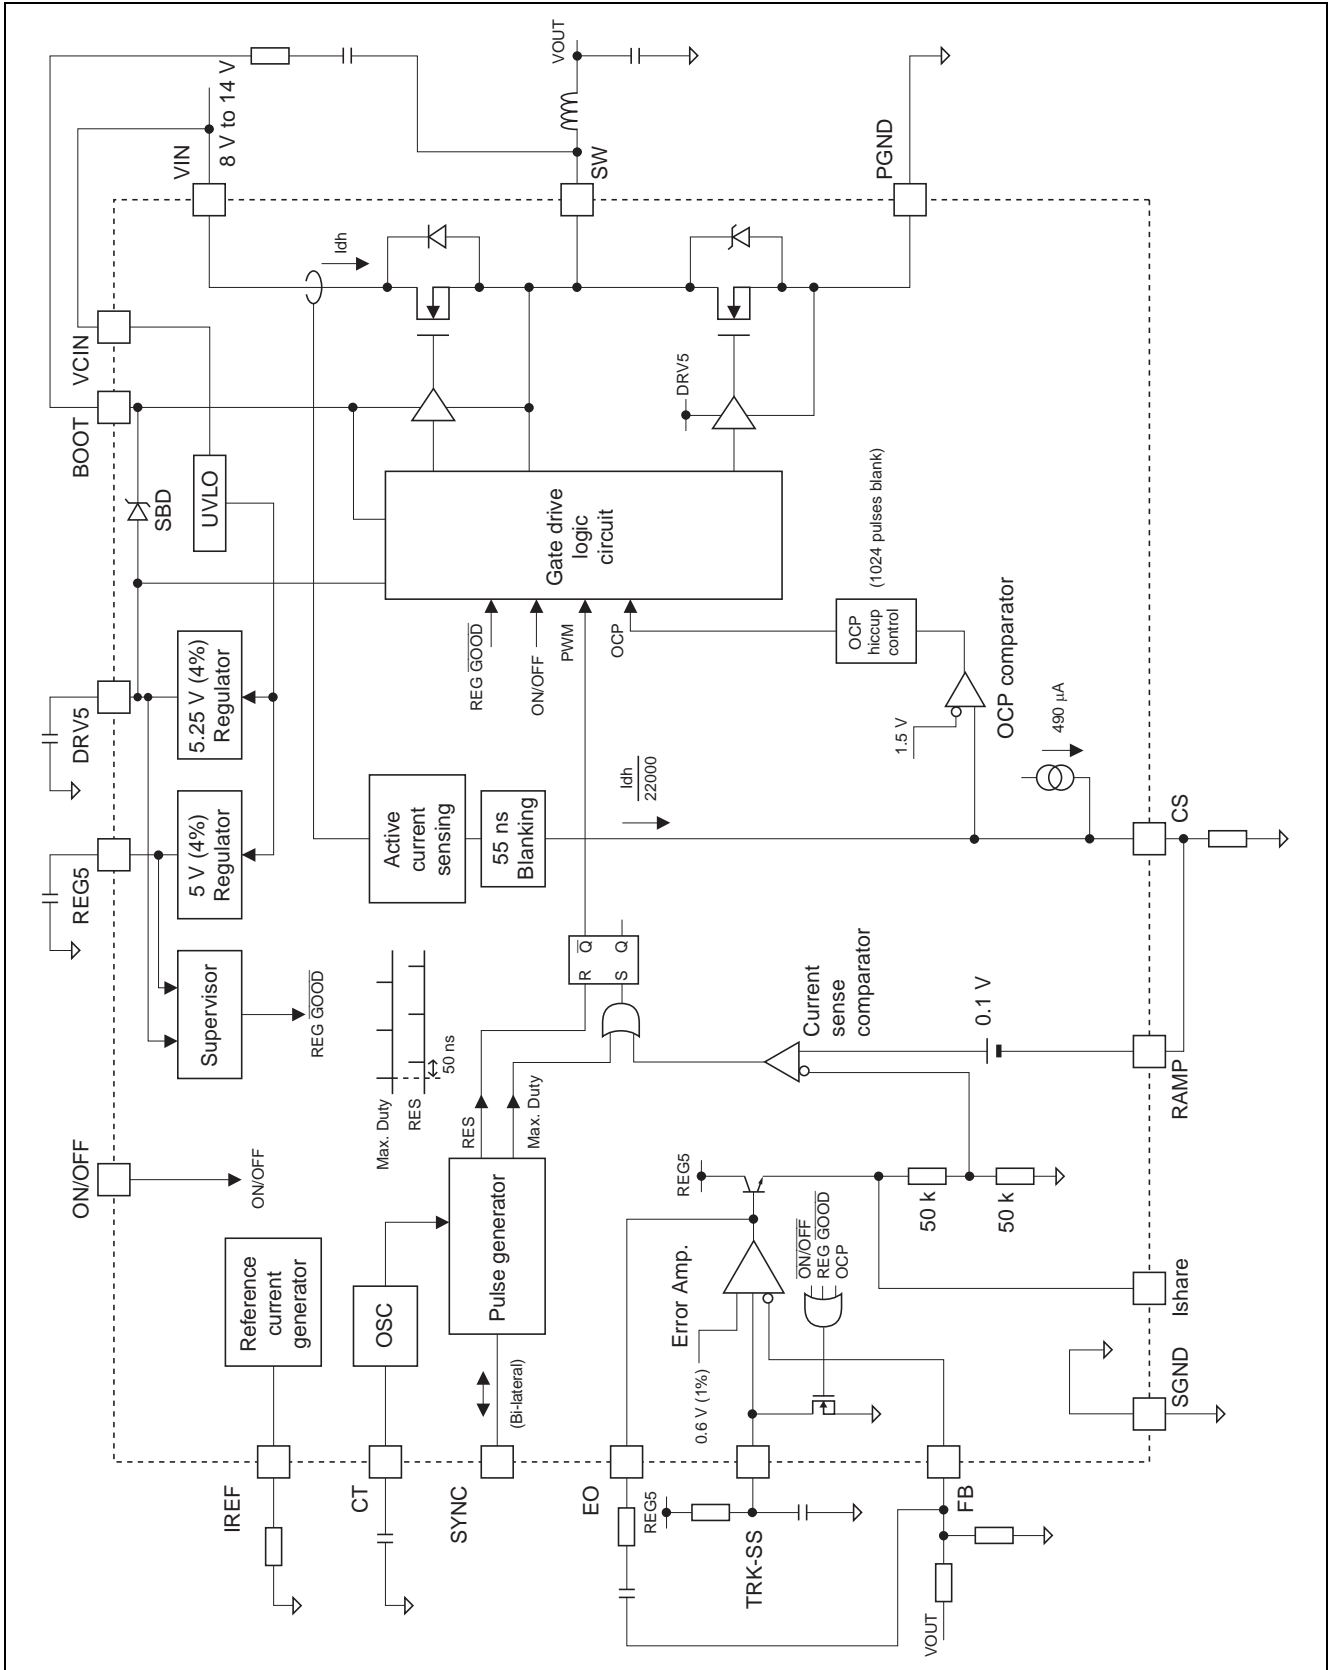 IREF
Reference
current
generator
ON/OFF
ON/OFF
Supervisor
REG GOOD
REG5
5 V (4%)
Regulator
DRV5
5.25 V (4%)
Regulator
SBD
UVLO
BOOT
VCIN
VIN
8 V to 14 V
CT
OSC
SYNC
(Bi-lateral)
Pulse generator
RES
Max. Duty
Max. Duty
RES
50 ns
Active
current
sensing
55 ns
Blanking
Idh
R
Q
S
Q
REG GOOD
ON/OFF
PWM
OCP
Gate drive
logic
circuit
DRV5
SW
VOUT
EO
REG5
TRK-SS
Error Amp.
0.6 V (1%)
ON/OFF
REG GOOD
OCP
REG5
50 k
50 k
Current
sense
comparator
0.1 V
Idh
22000
1.5 V
OCP comparator
490 µA
OCP
hiccup
control
(1024 pulses blank)
PGND
VOUT
FB
SGND
Ishare
RAMP
CS